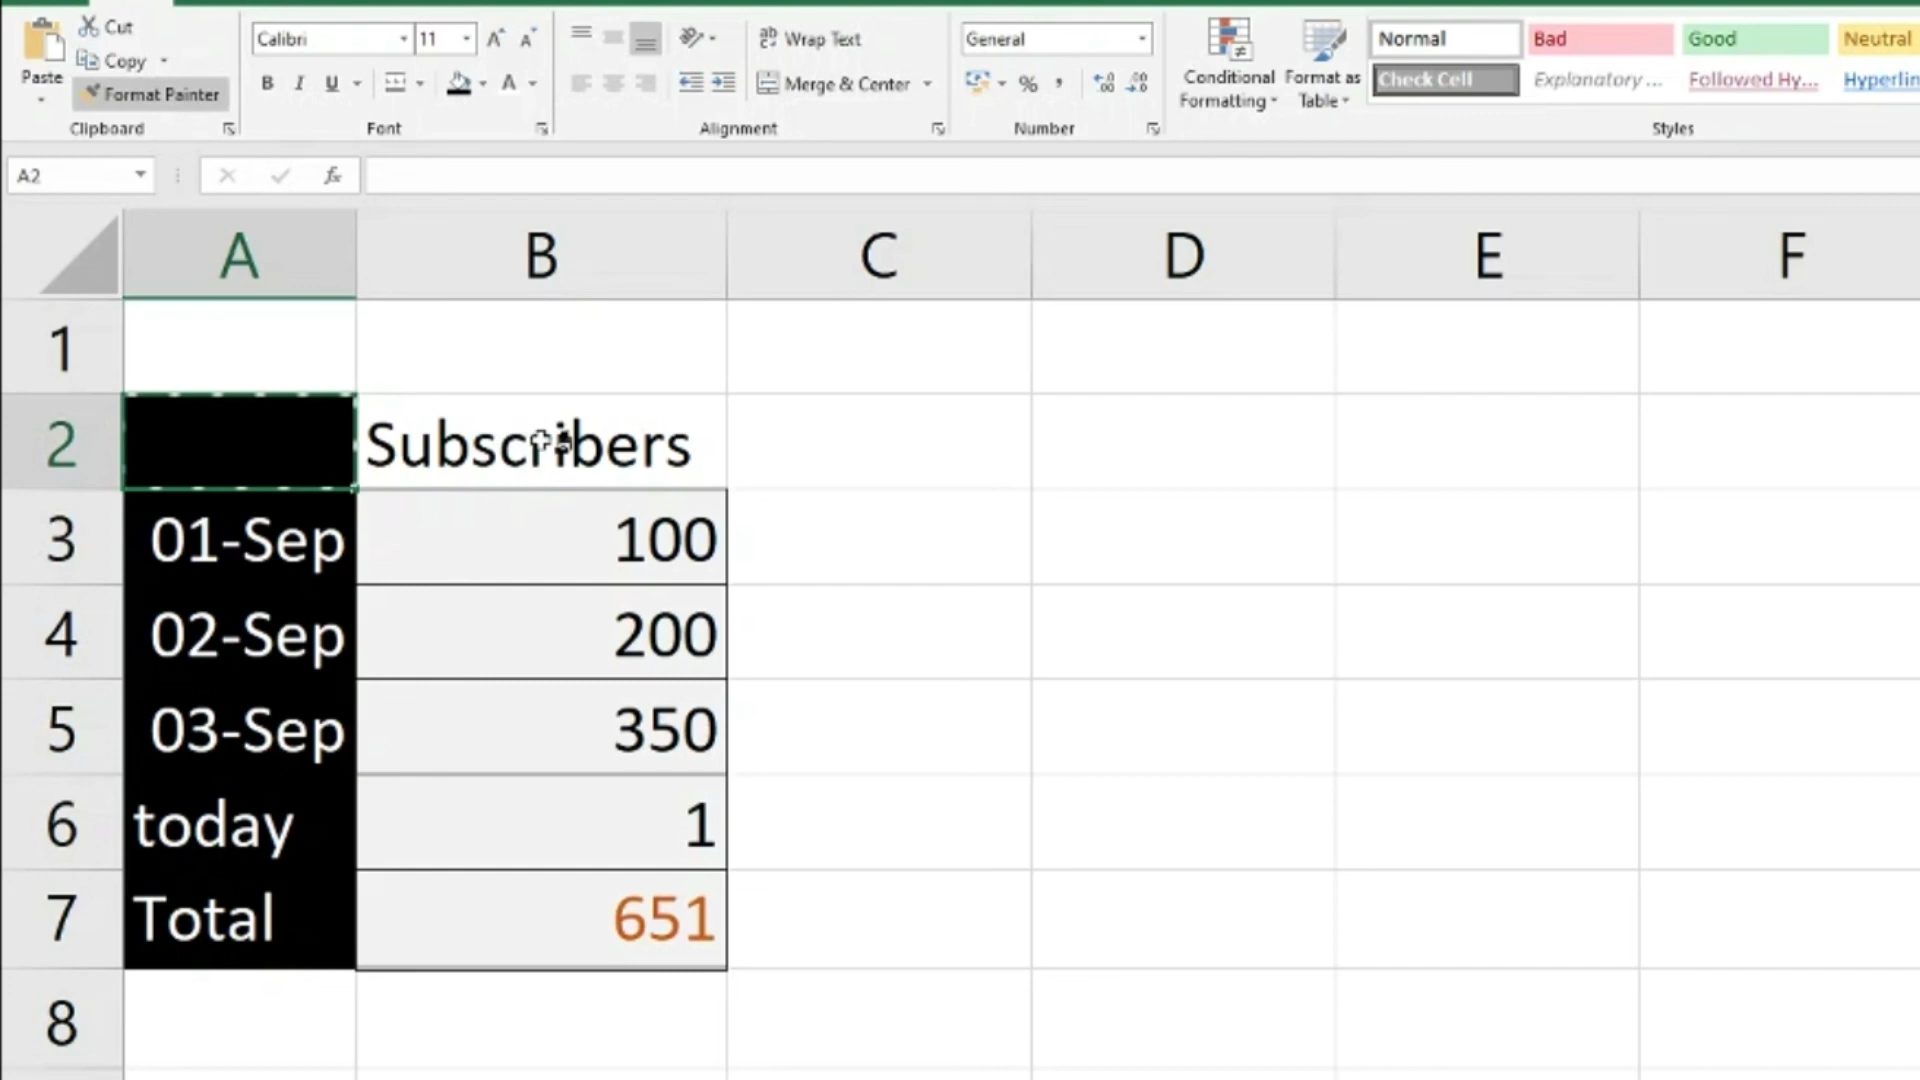 Cut
Copy
Paste
Format Painter
Clipboard
Calibri 11
B I U A
Font
Wrap Text
Merge & Center
Alignment
General
% ,
Number
Conditional Formatting
Format as Table
Normal Bad Good Neutral
Check Cell Explanatory ... Followed Hy... Hyperlin
Styles
A2 fx
A B C D E F
1
2 Subscribers
3 01-Sep 100
4 02-Sep 200
5 03-Sep 350
6 today 1
7 Total 651
8